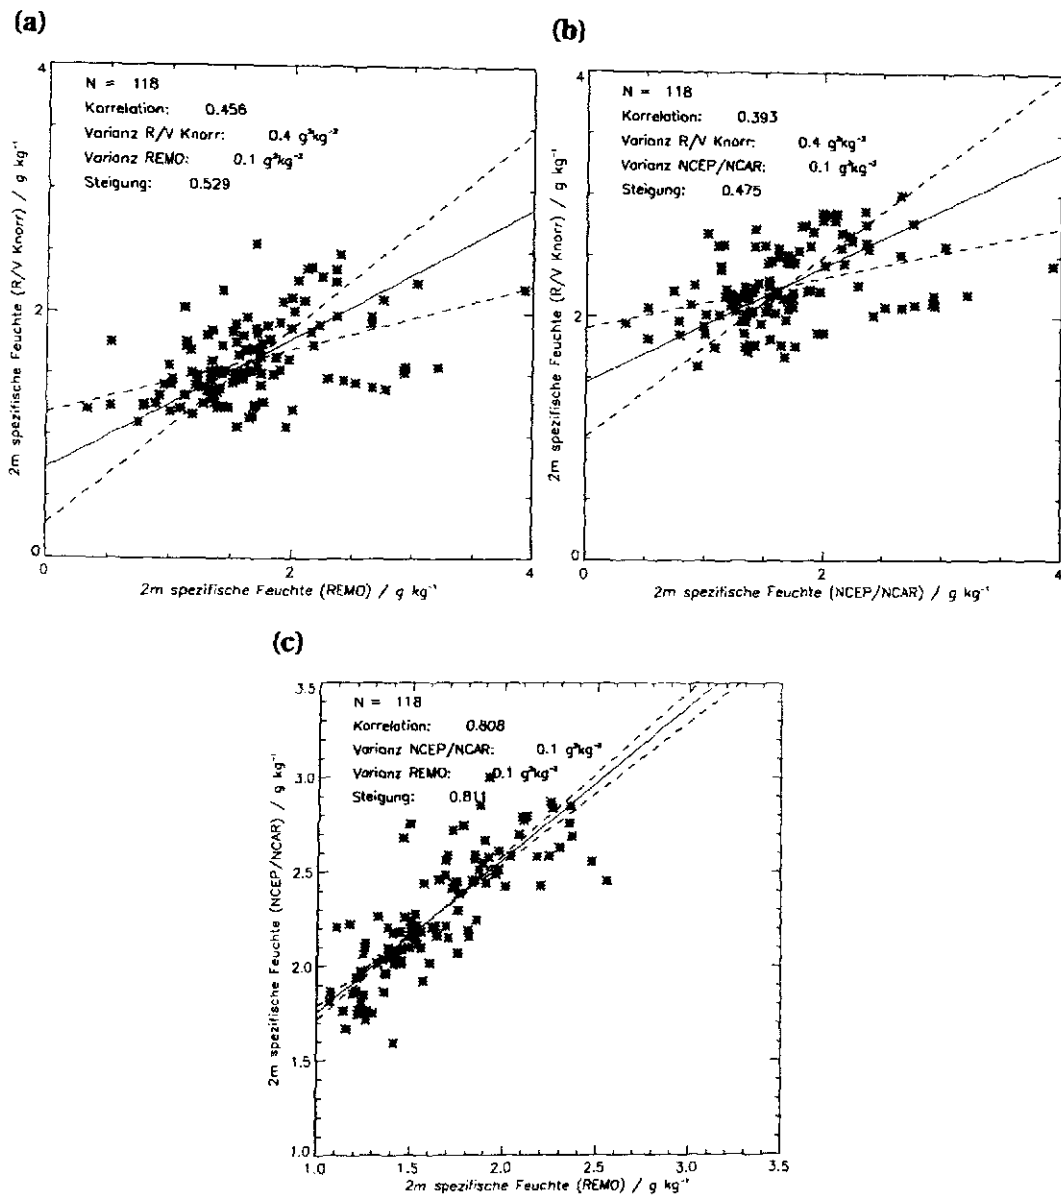 (a)
4
N = 118
Korrelation: 0.456
Varianz R/V Knorr: 0.4 g²kg⁻²
Varianz REMO: 0.1 g²kg⁻²
Steigung: 0.529
2m spezifische Feuchte (R/V Knorr) / g kg⁻¹
2
0
0 2 4
2m spezifische Feuchte (REMO) / g kg⁻¹
(b)
4
N = 118
Korrelation: 0.393
Varianz R/V Knorr: 0.4 g²kg⁻²
Varianz NCEP/NCAR: 0.1 g²kg⁻²
Steigung: 0.475
2m spezifische Feuchte (R/V Knorr) / g kg⁻¹
2
0
0 2 4
2m spezifische Feuchte (NCEP/NCAR) / g kg⁻¹
(c)
3.5
N = 118
Korrelation: 0.808
Varianz NCEP/NCAR: 0.1 g²kg⁻²
Varianz REMO: 0.1 g²kg⁻²
Steigung: 0.811
2m spezifische Feuchte (NCEP/NCAR) / g kg⁻¹
3.0
2.5
2.0
1.5
1.0
1.0 1.5 2.0 2.5 3.0 3.5
2m spezifische Feuchte (REMO) / g kg⁻¹